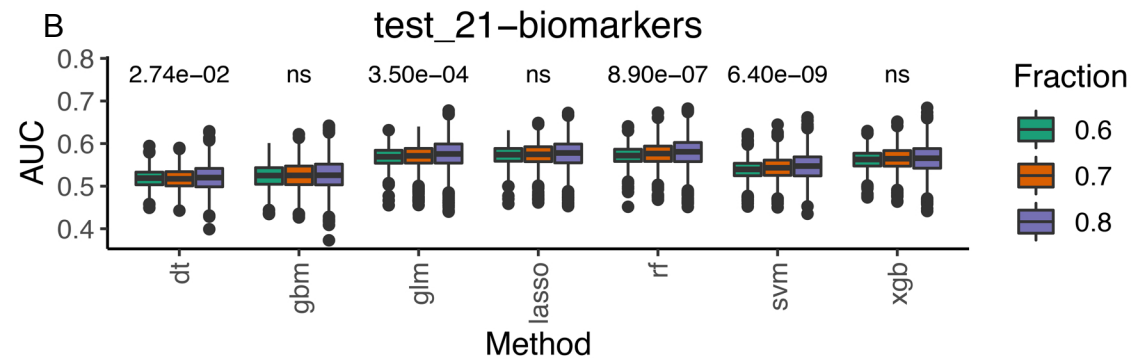 B
test_21−biomarkers
2.74e−02 ns 3.50e−04 ns 8.90e−07 6.40e−09 ns
0.8
0.7
0.6
0.5
0.4
AUC
dt
gbm
glm
lasso
rf
svm
xgb
Method
Fraction
0.6
0.7
0.8